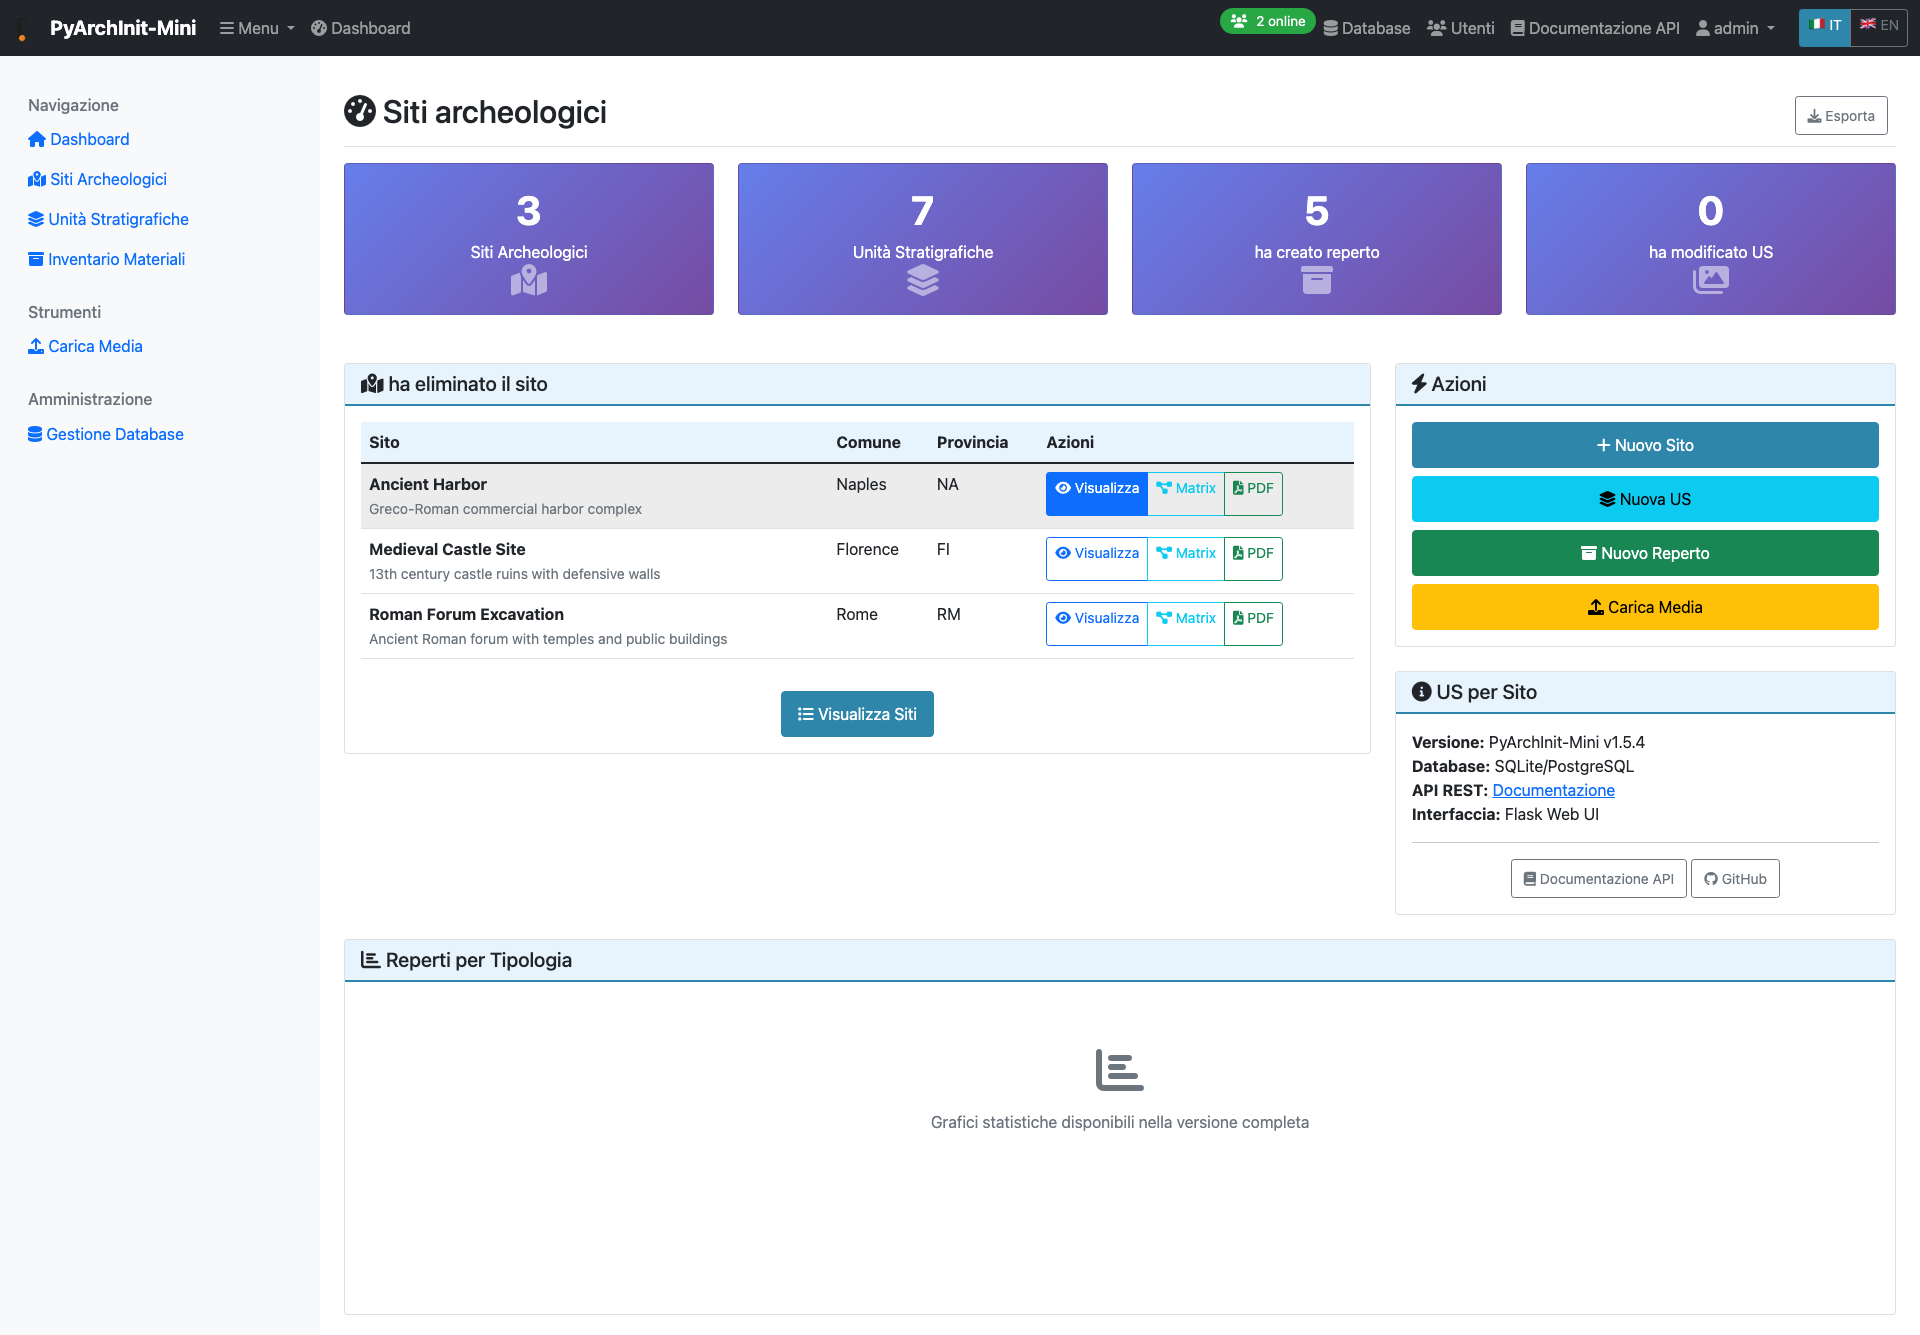 PyArchInit-Mini Menu Dashboard 2 online Database Utenti Documentazione API admin IT EN
Navigazione
Dashboard
Siti Archeologici
Unità Stratigrafiche
Inventario Materiali
Strumenti
Carica Media
Amministrazione
Gestione Database
Siti archeologici
Esporta
3
Siti Archeologici
7
Unità Stratigrafiche
5
ha creato reperto
0
ha modificato US
ha eliminato il sito
Sito Comune Provincia Azioni
Ancient Harbor Naples NA Visualizza Matrix PDF
Greco-Roman commercial harbor complex
Medieval Castle Site Florence FI Visualizza Matrix PDF
13th century castle ruins with defensive walls
Roman Forum Excavation Rome RM Visualizza Matrix PDF
Ancient Roman forum with temples and public buildings
Visualizza Siti
Azioni
Nuovo Sito
Nuova US
Nuovo Reperto
Carica Media
US per Sito
Versione: PyArchInit-Mini v1.5.4
Database: SQLite/PostgreSQL
API REST: Documentazione
Interfaccia: Flask Web UI
Documentazione API GitHub
Reperti per Tipologia
Grafici statistiche disponibili nella versione completa